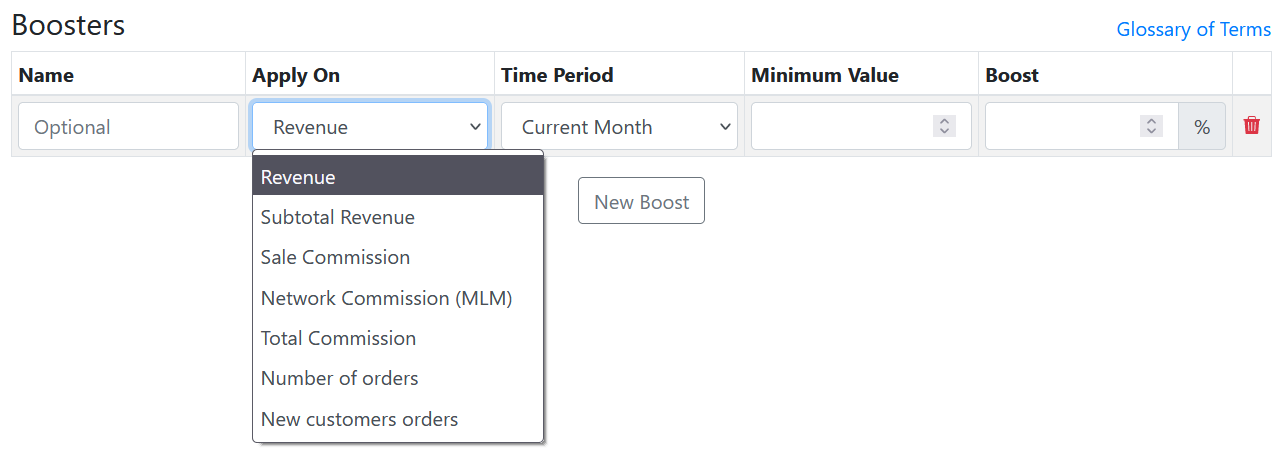 Boosters
Glossary of Terms
Name Apply On Time Period Minimum Value Boost
Optional Revenue Current Month %
Revenue
Subtotal Revenue
Sale Commission
Network Commission (MLM)
Total Commission
Number of orders
New customers orders
New Boost